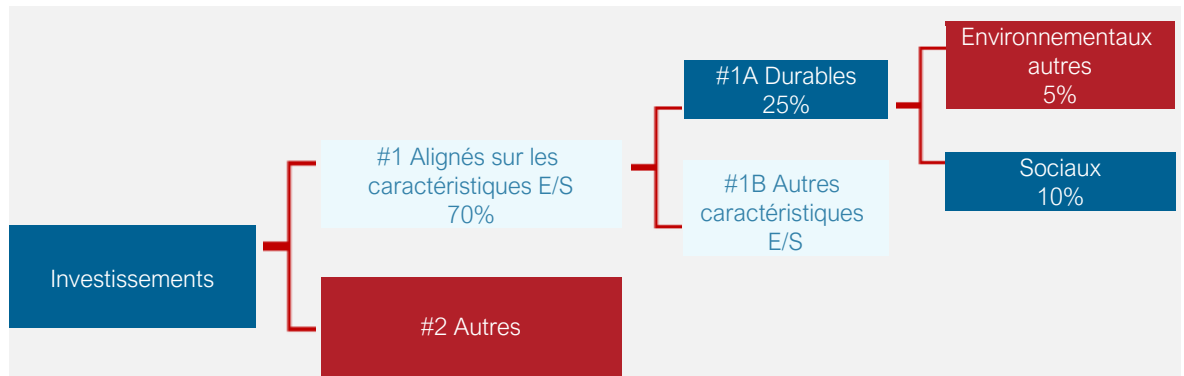 Investissements
#1 Alignés sur les
caractéristiques E/S
70%
#2 Autres
#1A Durables
25%
#1B Autres
caractéristiques
E/S
Environnementaux
autres
5%
Sociaux
10%